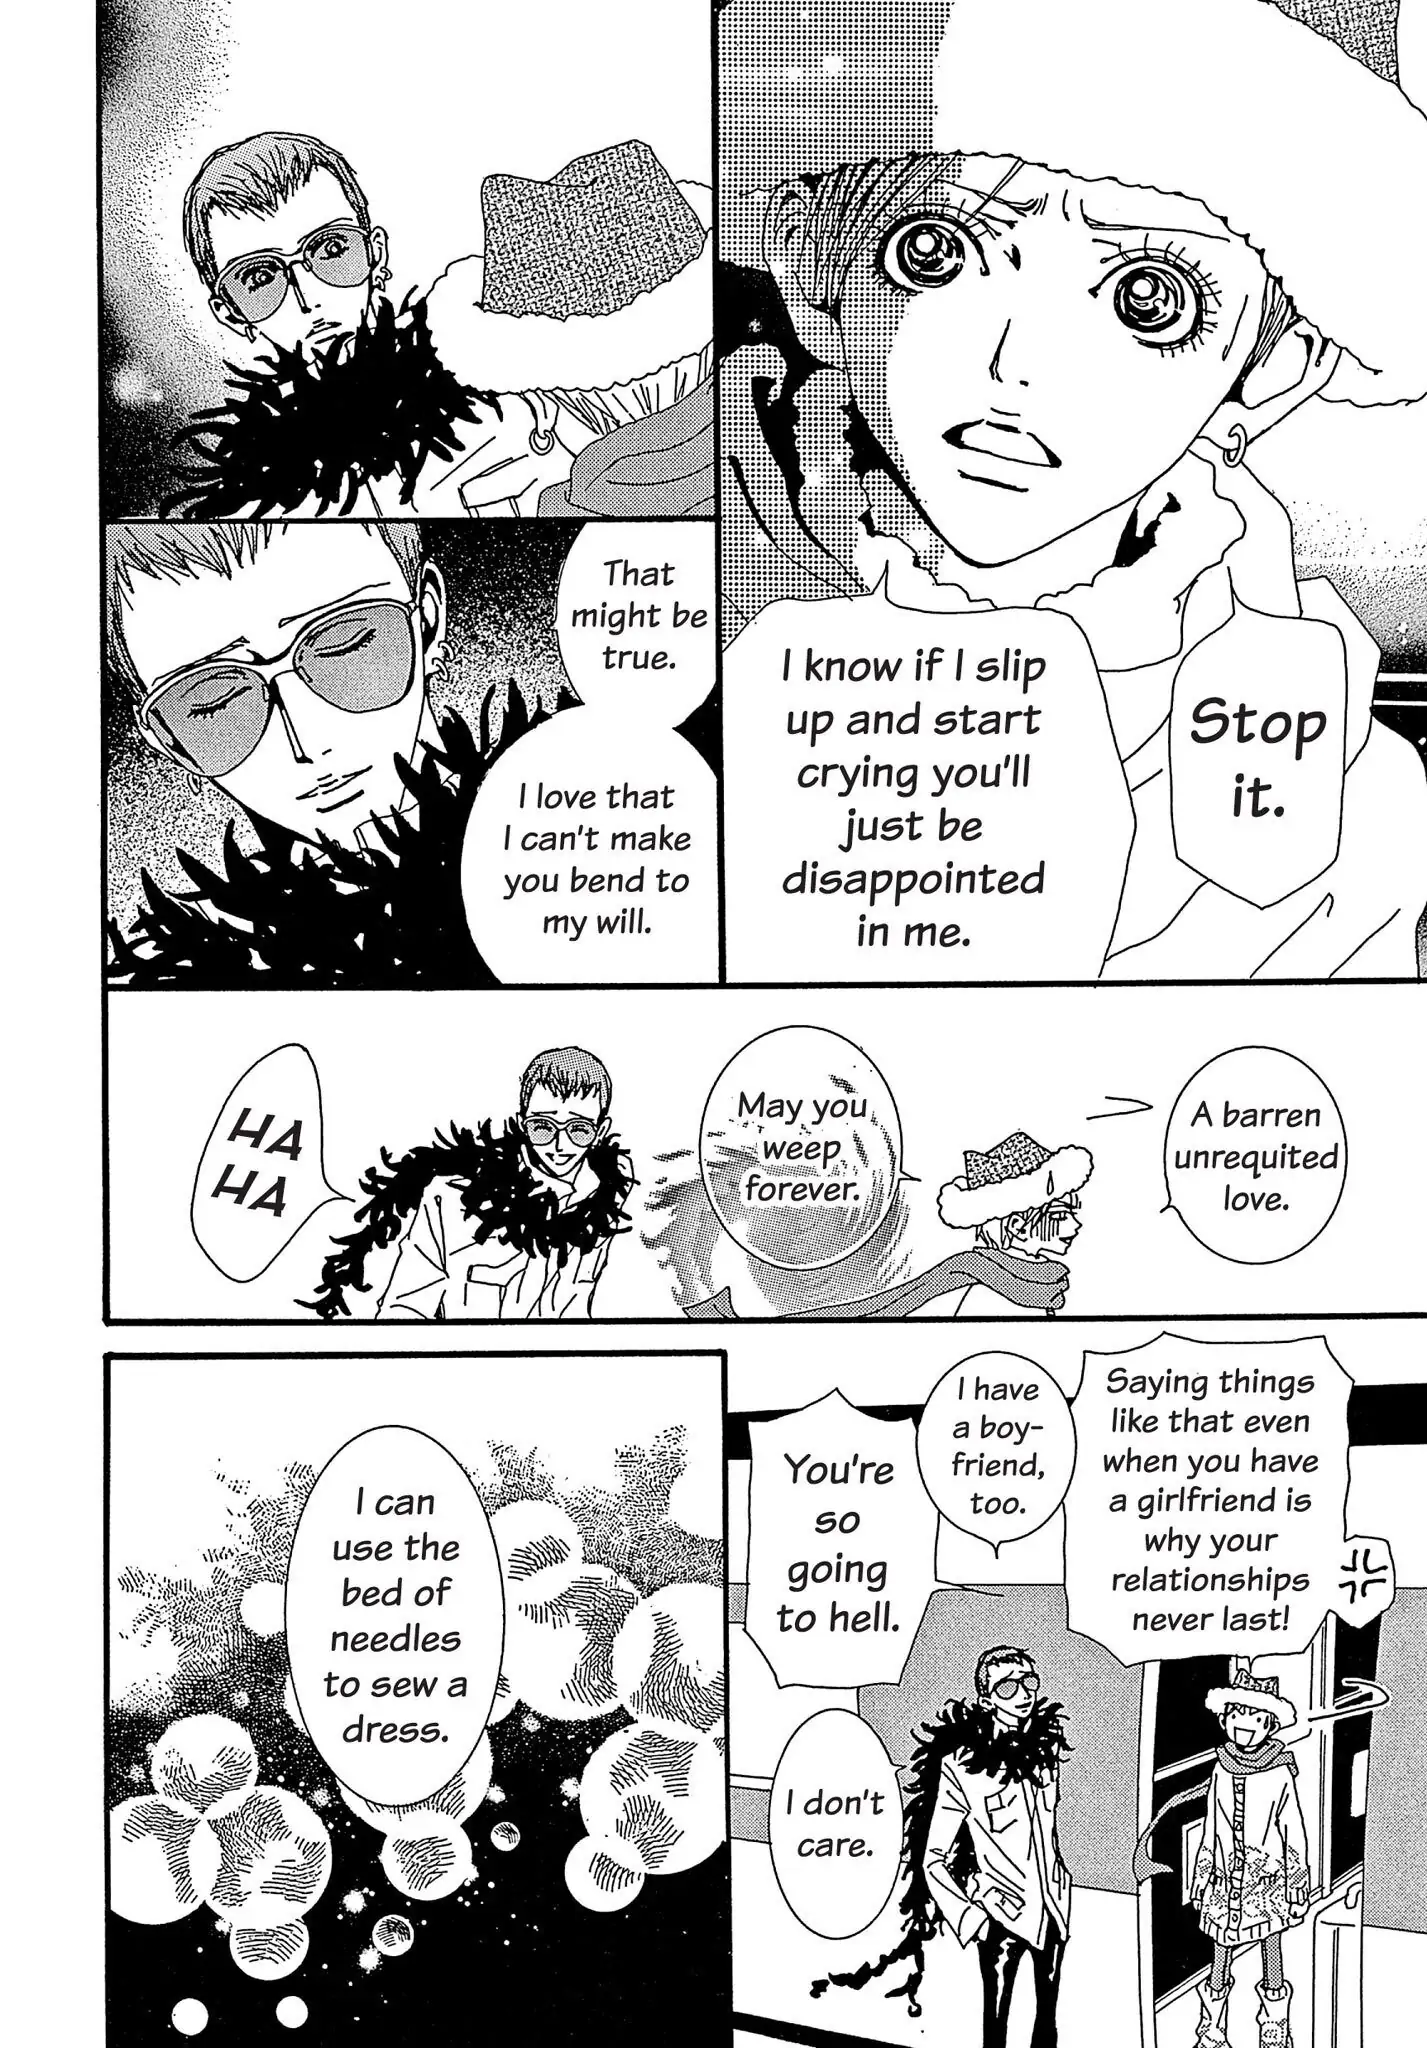 Stop
it.
I know if I slip
up and start
crying you'll
just be
disappointed
in me.
That
might be
true.
I love that
I can't make
you bend to
my will.
A barren
unrequited
love.
May you
weep
forever.
HA
HA
Saying things
like that even
when you have
a girlfriend is
why your
relationships
never last!
I have
a boy-
friend,
too.
You're
so
going
to hell.
I don't
care.
I can
use the
bed of
needles
to sew a
dress.